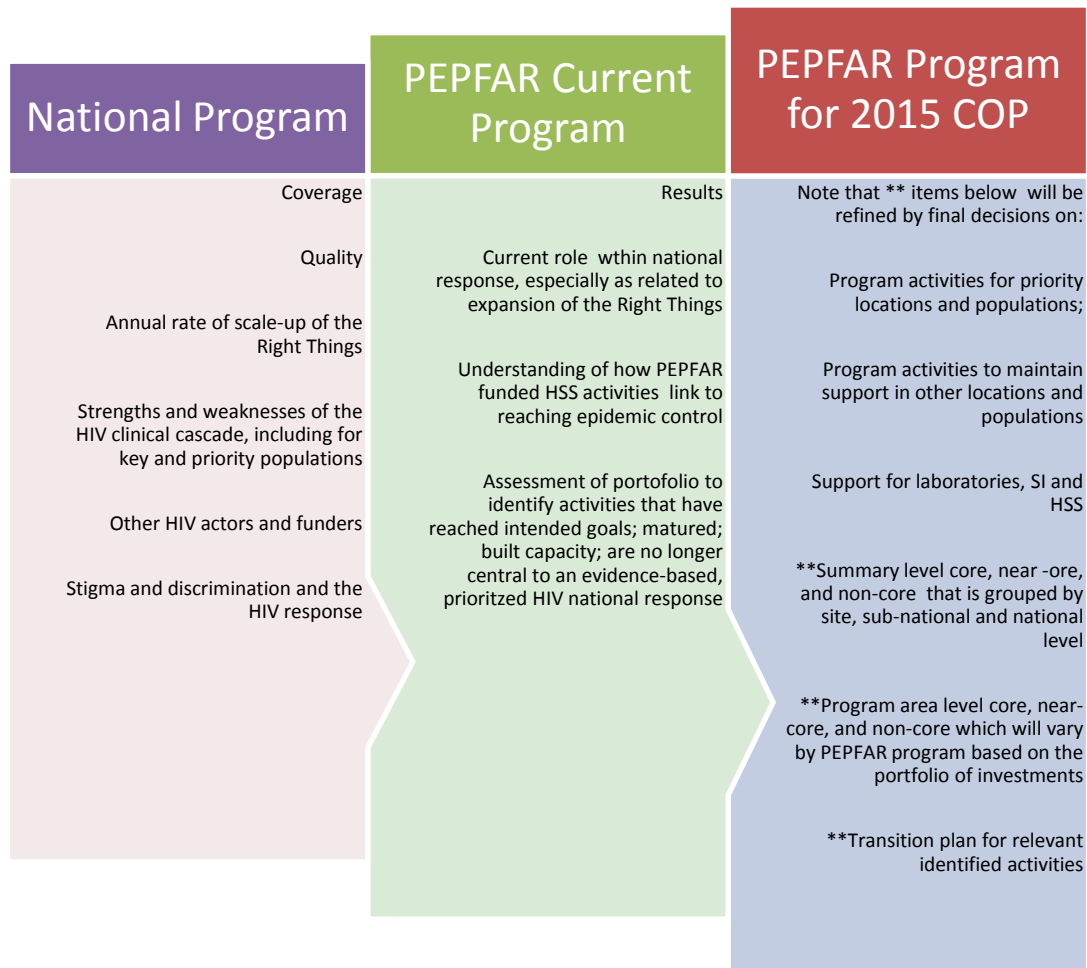 National Program
Coverage
Quality
Annual rate of scale-up of the
Right Things
Strengths and weaknesses of the
HIV clinical cascade, including for
key and priority populations
Other HIV actors and funders
Stigma and discrimination and the
HIV response
PEPFAR Current
Program
Results
Current role wthin national
response, especially as related to
expansion of the Right Things
Understanding of how PEPFAR
funded HSS activities link to
reaching epidemic control
Assessment of portofolio to
identify activities that have
reached intended goals; matured;
built capacity; are no longer
central to an evidence-based,
prioritzed HIV national response
PEPFAR Program
for 2015 COP
Note that ** items below will be
refined by final decisions on:
Program activities for priority
locations and populations;
Program activities to maintain
support in other locations and
populations
Support for laboratories, SI and
HSS
**Summary level core, near -ore,
and non-core that is grouped by
site, sub-national and national
level
**Program area level core, near-
core, and non-core which will vary
by PEPFAR program based on the
portfolio of investments
**Transition plan for relevant
identified activities